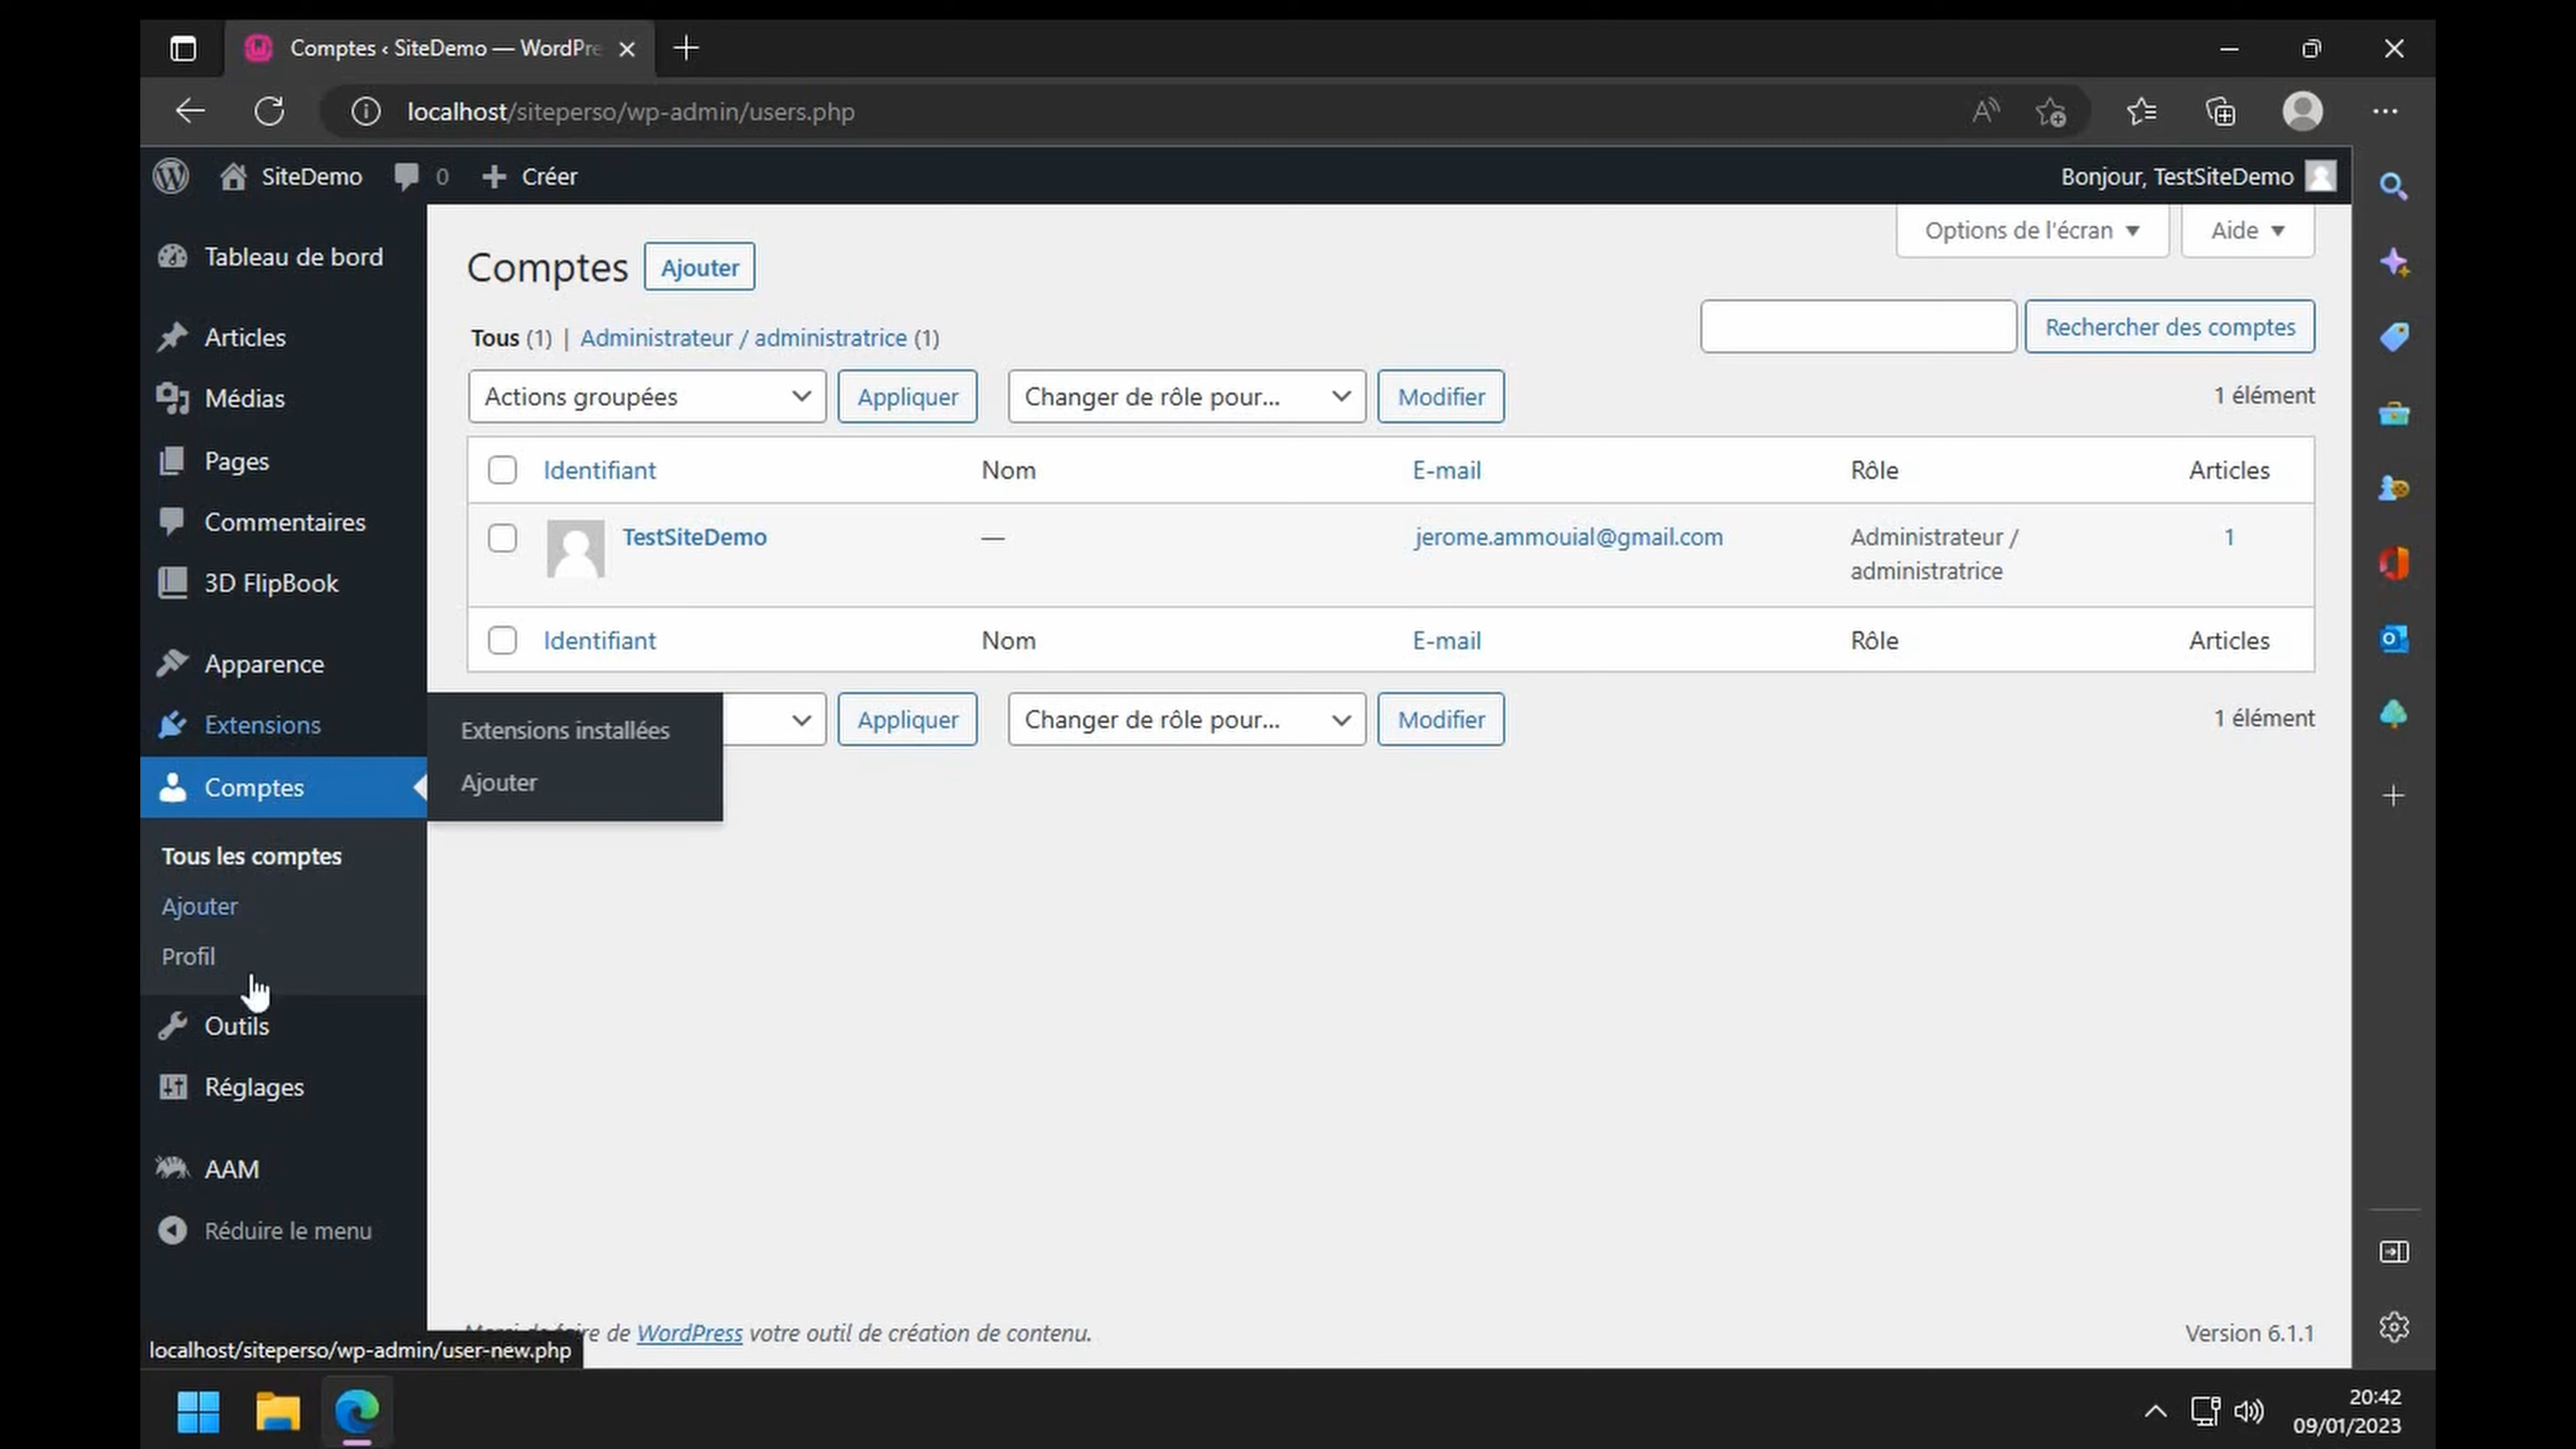 Comptes ‹ SiteDemo — WordPre
localhost/siteperso/wp-admin/users.php
SiteDemo 0 Créer
Bonjour, TestSiteDemo
Tableau de bord
Articles
Médias
Pages
Commentaires
3D FlipBook
Apparence
Extensions
Comptes
Tous les comptes
Ajouter
Profil
Outils
Réglages
AAM
Réduire le menu
Extensions installées
Ajouter
Options de l'écran
Aide
Comptes Ajouter
Tous (1) | Administrateur / administratrice (1)
Rechercher des comptes
Actions groupées Appliquer Changer de rôle pour... Modifier 1 élément
Identifiant Nom E-mail Rôle Articles
TestSiteDemo — jerome.ammouial@gmail.com Administrateur / 1
administratrice
Identifiant Nom E-mail Rôle Articles
Appliquer Changer de rôle pour... Modifier 1 élément
de WordPress votre outil de création de contenu.
Version 6.1.1
localhost/siteperso/wp-admin/user-new.php
20:42
09/01/2023